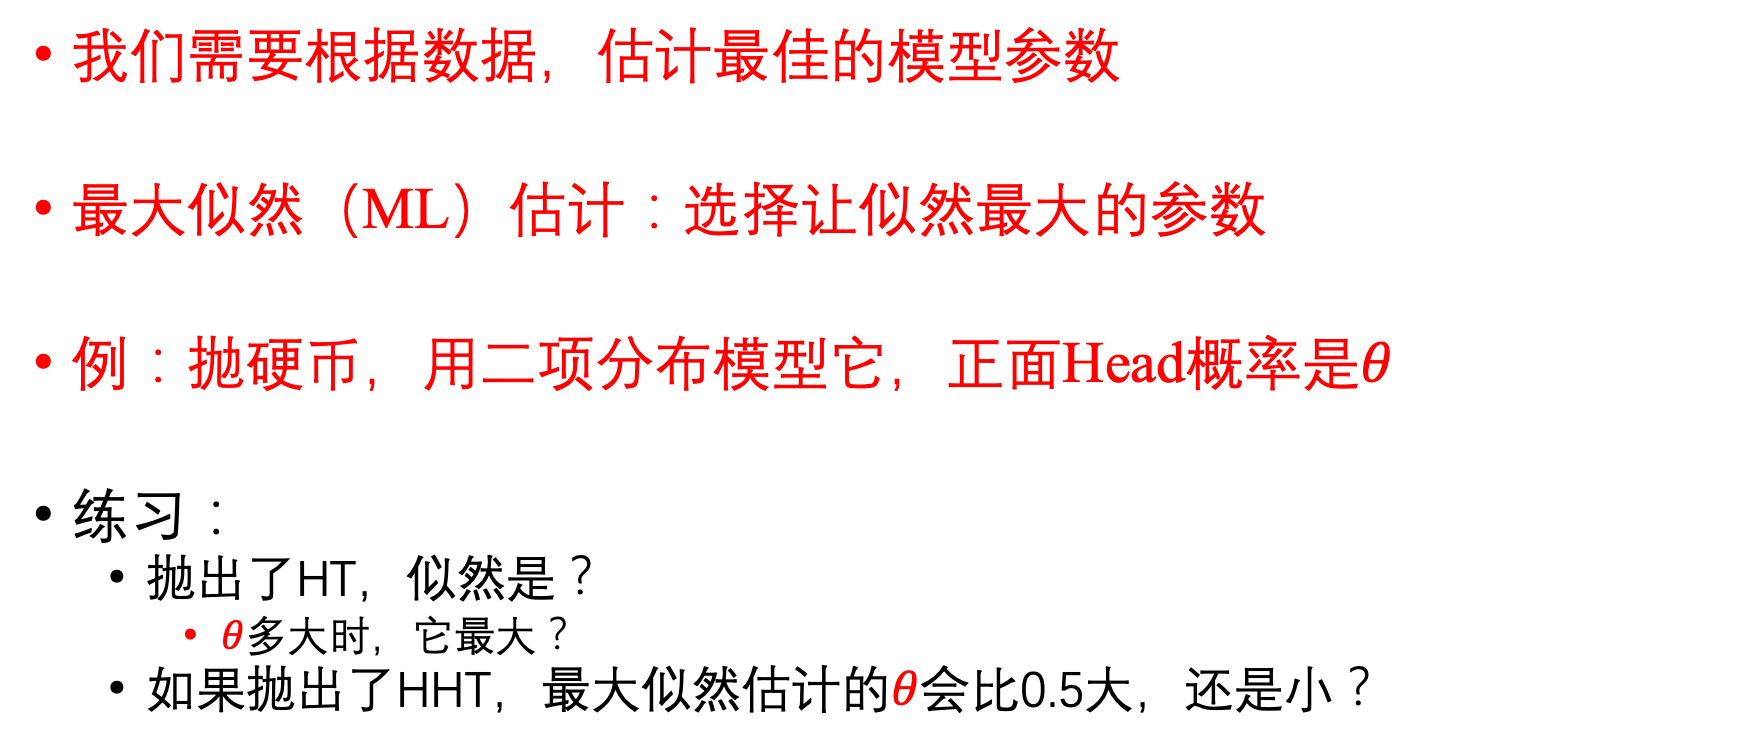 • 我们需要根据数据，估计最佳的模型参数
• 最大似然（ML）估计：选择让似然最大的参数
• 例：抛硬币，用二项分布模型它，正面Head概率是θ
• 练习：
• 抛出了HT，似然是？
• θ多大时，它最大？
• 如果抛出了HHT，最大似然估计的θ会比0.5大，还是小？